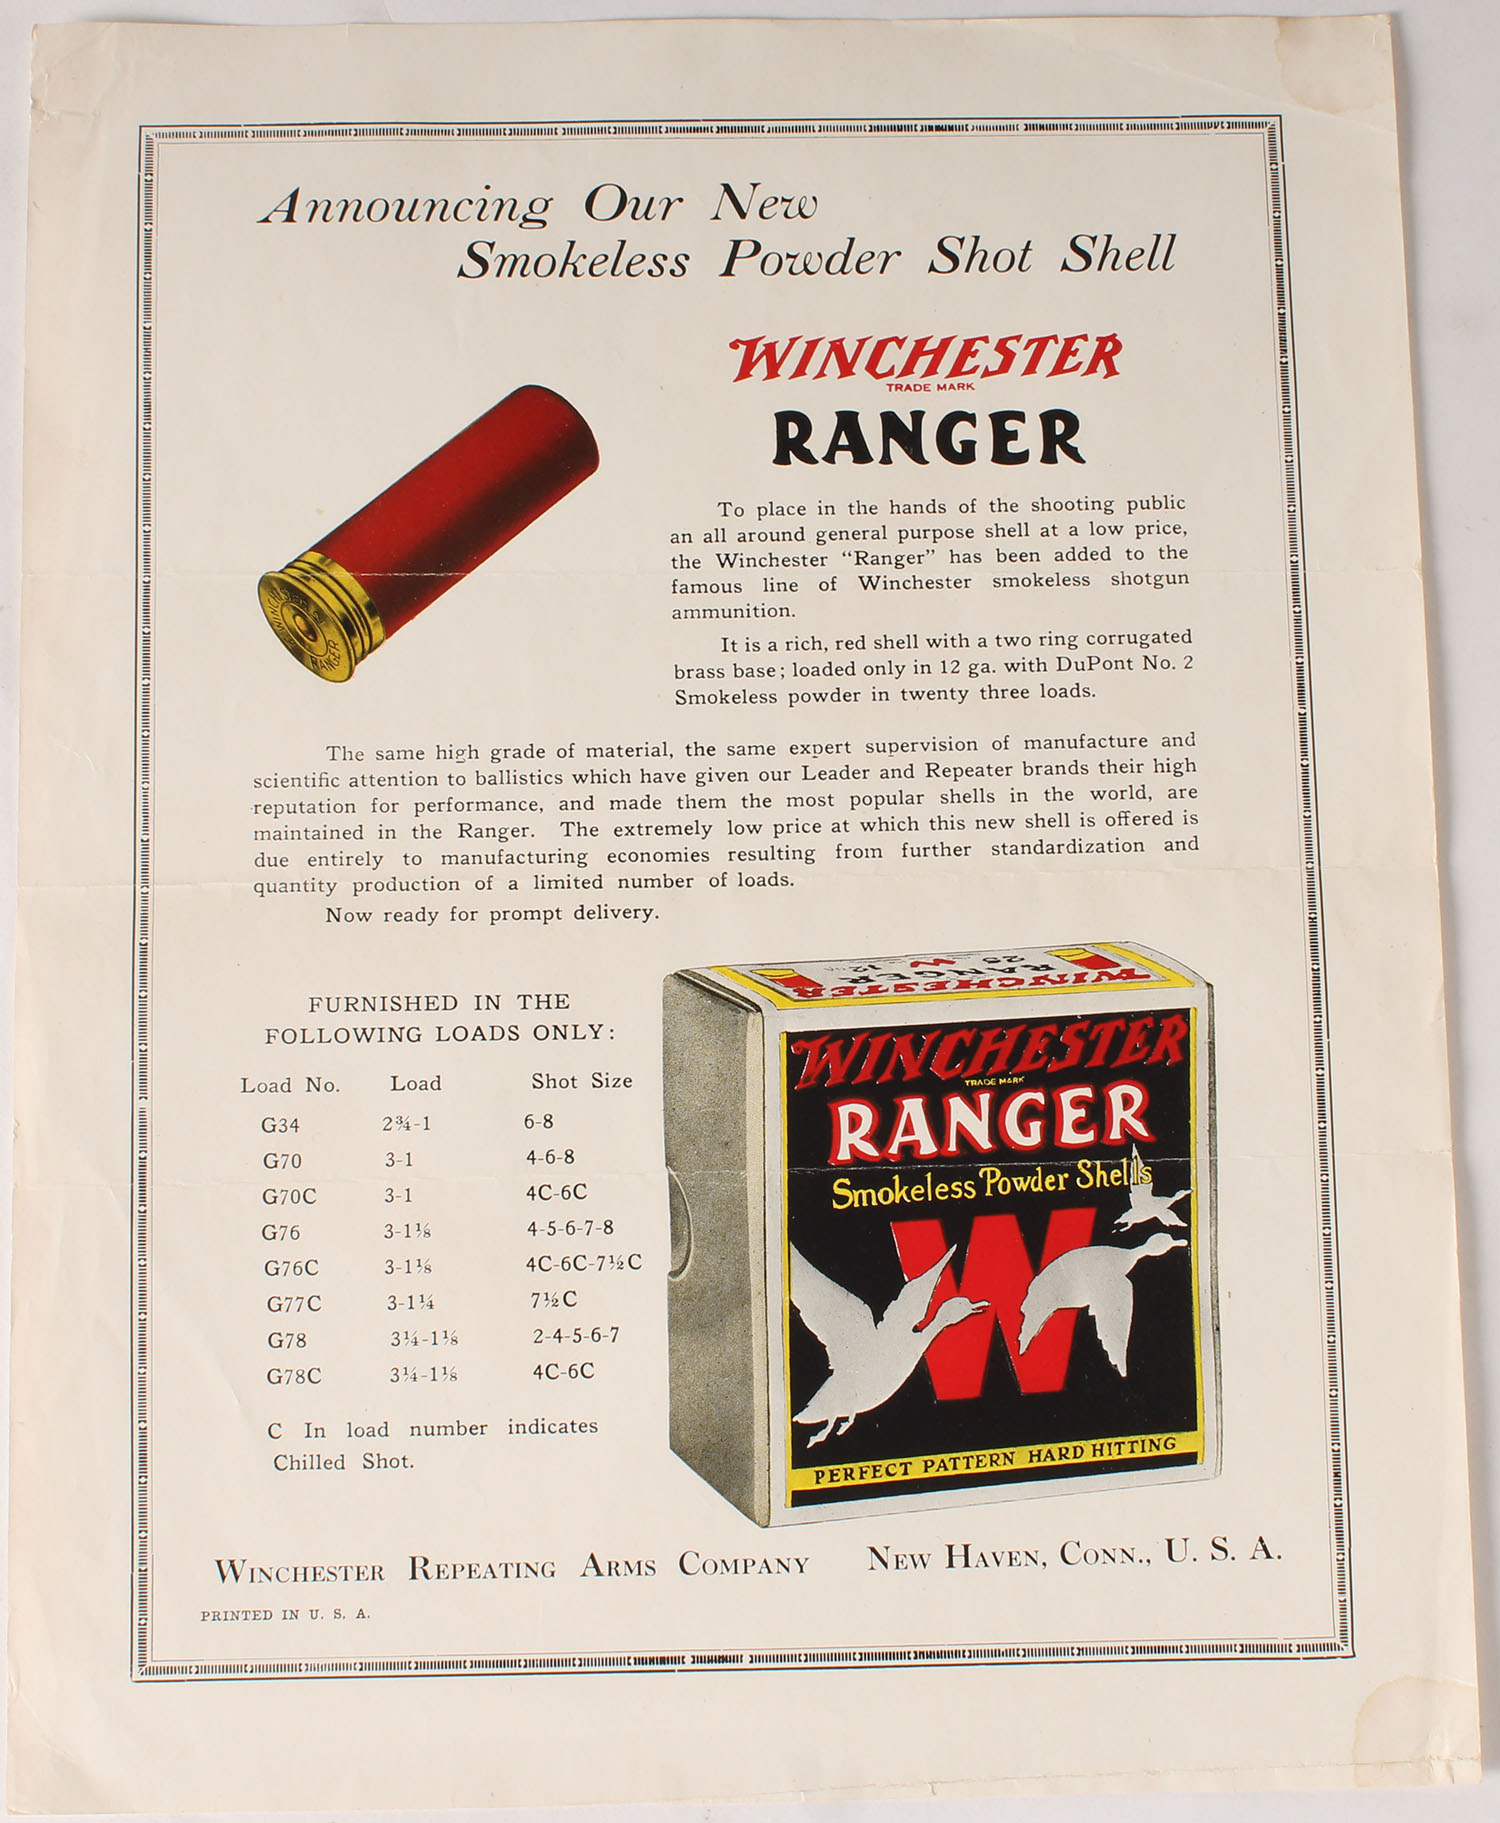 Announcing Our New
Smokeless Powder Shot Shell
WINCHESTER
TRADE MARK
RANGER
To place in the hands of the shooting public
an all around general purpose shell at a low price,
the Winchester “Ranger” has been added to the
famous line of Winchester smokeless shotgun
ammunition.
It is a rich, red shell with a two ring corrugated
brass base; loaded only in 12 ga. with DuPont No. 2
Smokeless powder in twenty three loads.
WINCHESTER
RANGER
The same high grade of material, the same expert supervision of manufacture and
scientific attention to ballistics which have given our Leader and Repeater brands their high
reputation for performance, and made them the most popular shells in the world, are
maintained in the Ranger. The extremely low price at which this new shell is offered is
due entirely to manufacturing economies resulting from further standardization and
quantity production of a limited number of loads.
Now ready for prompt delivery.
FURNISHED IN THE
FOLLOWING LOADS ONLY:
Load No. Load Shot Size
G34 2¾-1 6-8
G70 3-1 4-6-8
G70C 3-1 4C-6C
G76 3-1⅛ 4-5-6-7-8
G76C 3-1⅛ 4C-6C-7½C
G77C 3-1¼ 7½C
G78 3¼-1⅛ 2-4-5-6-7
G78C 3¼-1⅛ 4C-6C
C In load number indicates
Chilled Shot.
WINCHESTER
RANGER
25 W 12
WINCHESTER
TRADE MARK
RANGER
Smokeless Powder Shells
W
PERFECT PATTERN HARD HITTING
WINCHESTER REPEATING ARMS COMPANY NEW HAVEN, CONN., U. S. A.
PRINTED IN U. S. A.